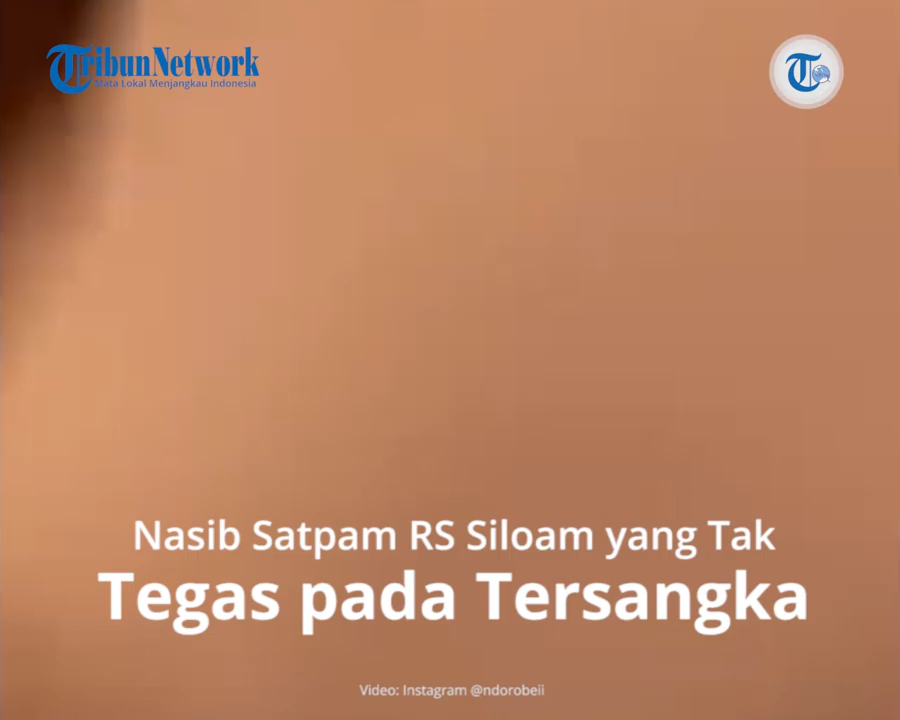 TribunNetwork
Mata Lokal Menjangkau Indonesia
T
Nasib Satpam RS Siloam yang Tak
Tegas pada Tersangka
Video: Instagram @ndorobeii